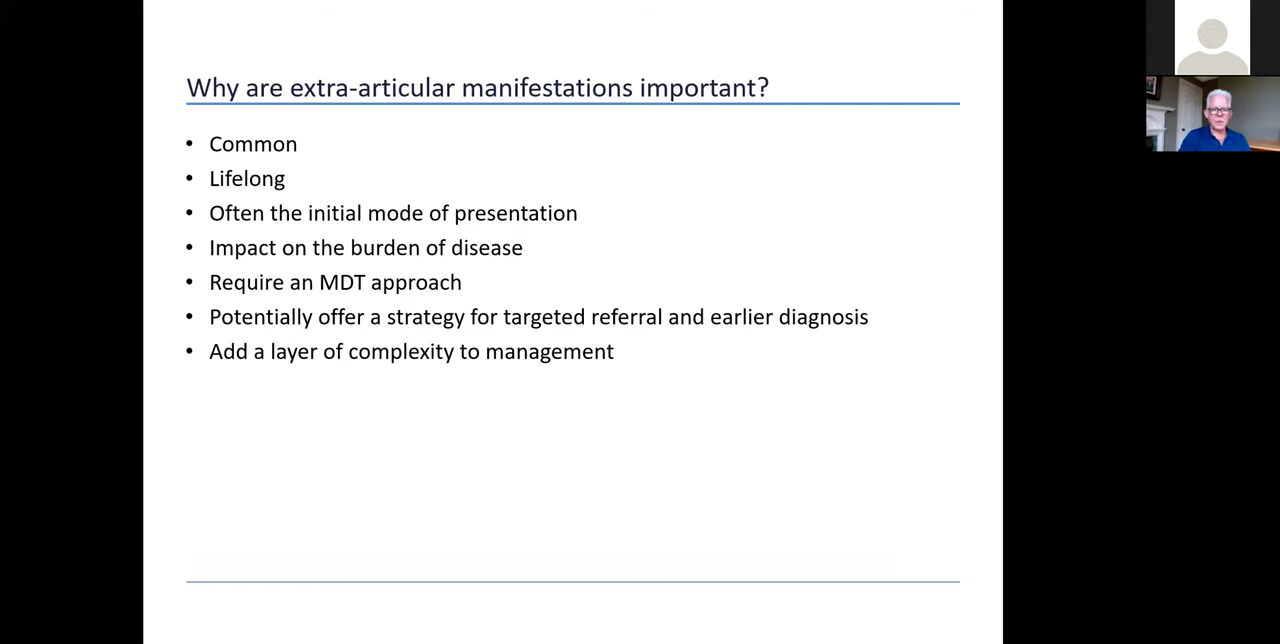 Why are extra-articular manifestations important?
• Common
• Lifelong
• Often the initial mode of presentation
• Impact on the burden of disease
• Require an MDT approach
• Potentially offer a strategy for targeted referral and earlier diagnosis
• Add a layer of complexity to management